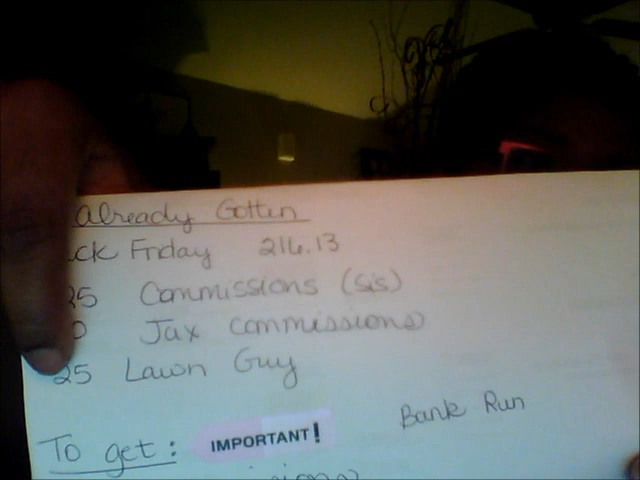 Already Gotten
ck Friday 216.13
25 Commissions (sis)
0 Jax commissions
25 Lawn Guy
Bank Run
To get: IMPORTANT!